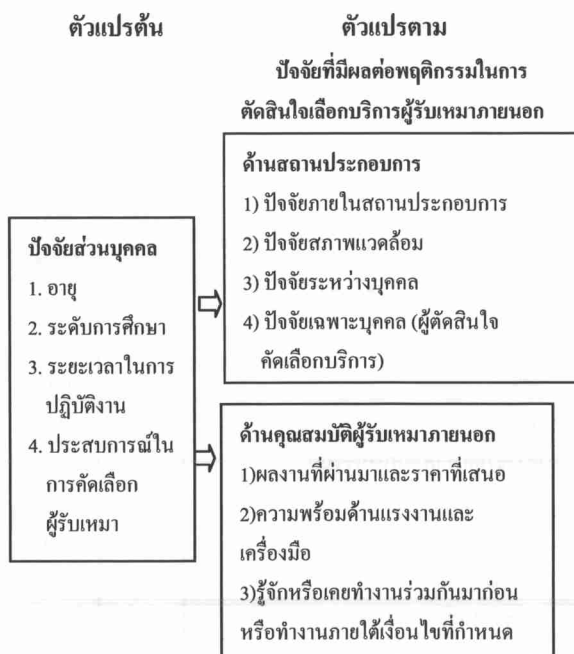 ตัวแปรต้น
ตัวแปรตาม
ปัจจัยที่มีผลต่อพฤติกรรมในการ
ตัดสินใจเลือกบริการผู้รับเหมาภายนอก
ปัจจัยส่วนบุคคล
1. อายุ
2. ระดับการศึกษา
3. ระยะเวลาในการ
ปฏิบัติงาน
4. ประสบการณ์ใน
การคัดเลือก
ผู้รับเหมา
ด้านสถานประกอบการ
1) ปัจจัยภายในสถานประกอบการ
2) ปัจจัยสภาพแวดล้อม
3) ปัจจัยระหว่างบุคคล
4) ปัจจัยเฉพาะบุคคล (ผู้ตัดสินใจ
คัดเลือกบริการ)
ด้านคุณสมบัติผู้รับเหมาภายนอก
1)ผลงานที่ผ่านมาและราคาที่เสนอ
2)ความพร้อมด้านแรงงานและ
เครื่องมือ
3)รู้จักหรือเคยทำงานร่วมกันมาก่อน
หรือทำงานภายใต้เงื่อนไขที่กำหนด